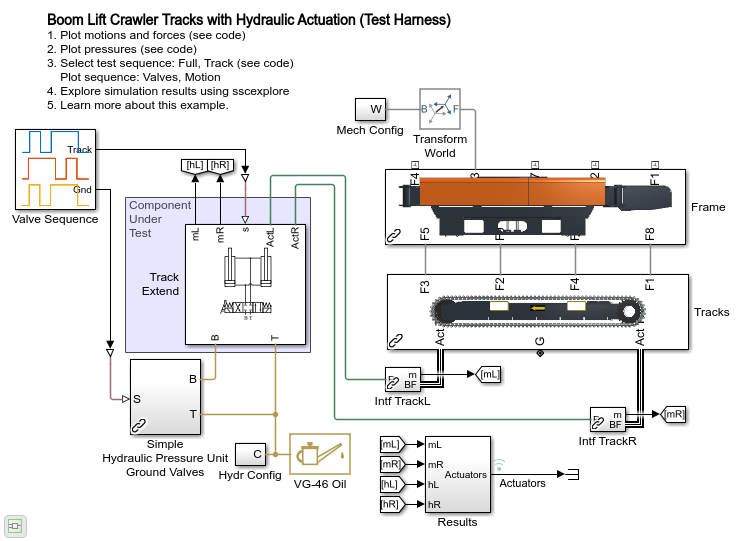 Boom Lift Crawler Tracks with Hydraulic Actuation (Test Harness)
1. Plot motions and forces (see code)
2. Plot pressures (see code)
3. Select test sequence: Full, Track (see code)
Plot sequence: Valves, Motion
4. Explore simulation results using sscexplore
5. Learn more about this example.
W
Mech Config
B F
Transform
World
Track
Gnd
Valve Sequence
[hL] [hR]
Component
Under
Test
mL
mR
s
ActL
ActR
Track
Extend
B T
B
T
F4
3
7
2
F1
F5
F8
Frame
F3
F2
F4
F1
Act
G
Act
Tracks
S
B
T
Simple
Hydraulic Pressure Unit
Ground Valves
C
Hydr Config
VG-46 Oil
F
m
BF
[mL]
Intf TrackL
F
m
BF
[mR]
Intf TrackR
[mL]
[mR]
[hL]
[hR]
mL
mR
hL
hR
Actuators
Results
Actuators